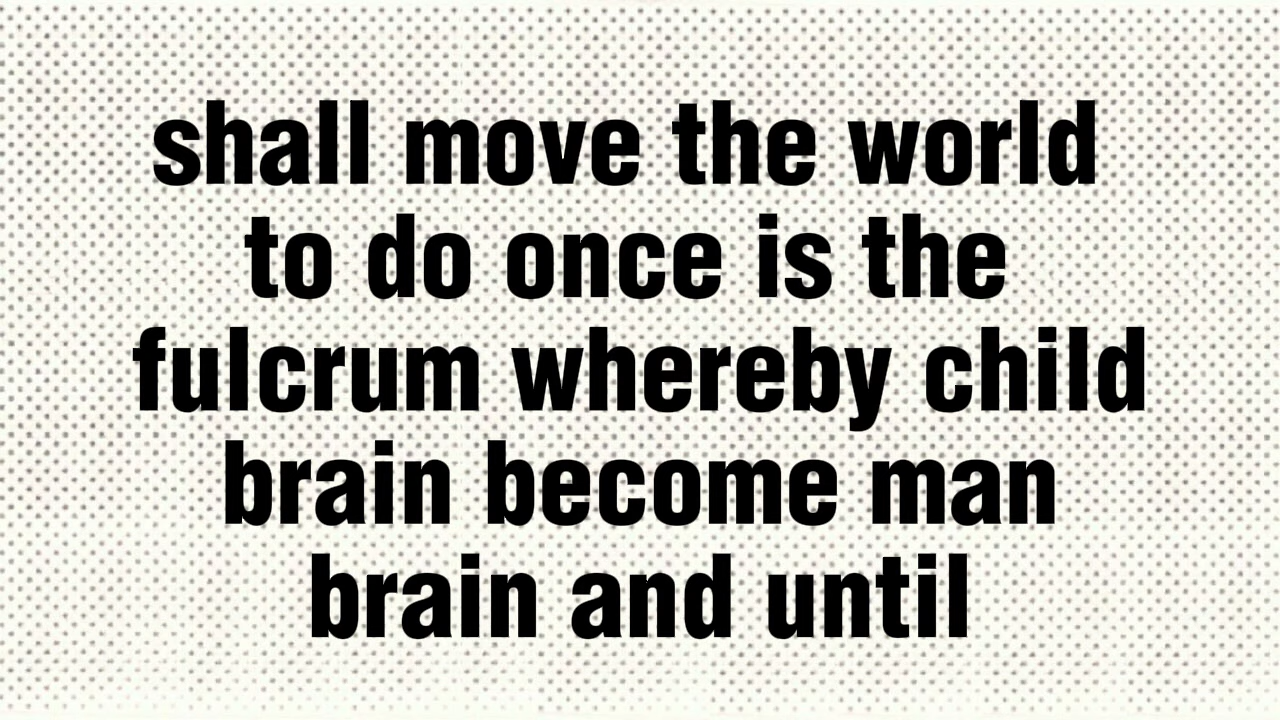 shall move the world
to do once is the
fulcrum whereby child
brain become man
brain and until